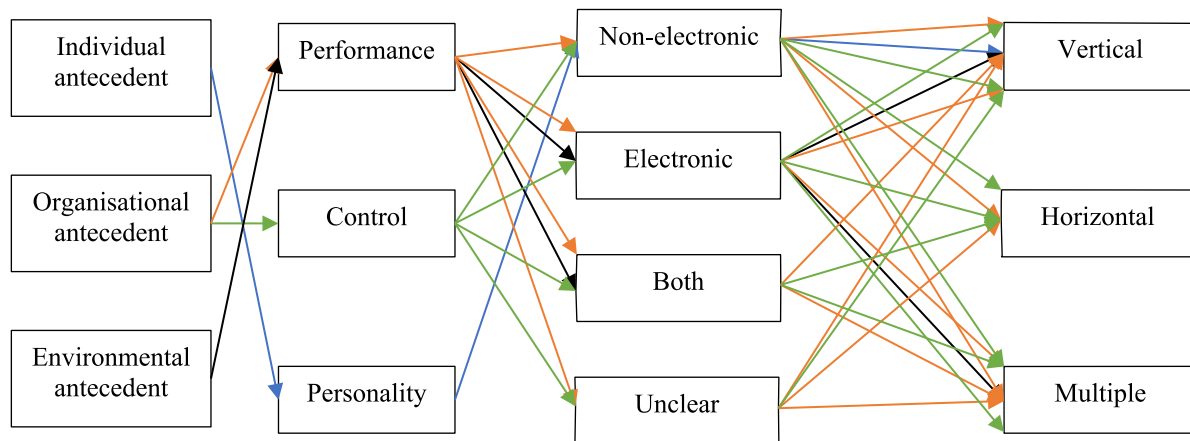 Individual
antecedent
Organisational
antecedent
Environmental
antecedent
Performance
Control
Personality
Non-electronic
Electronic
Both
Unclear
Vertical
Horizontal
Multiple